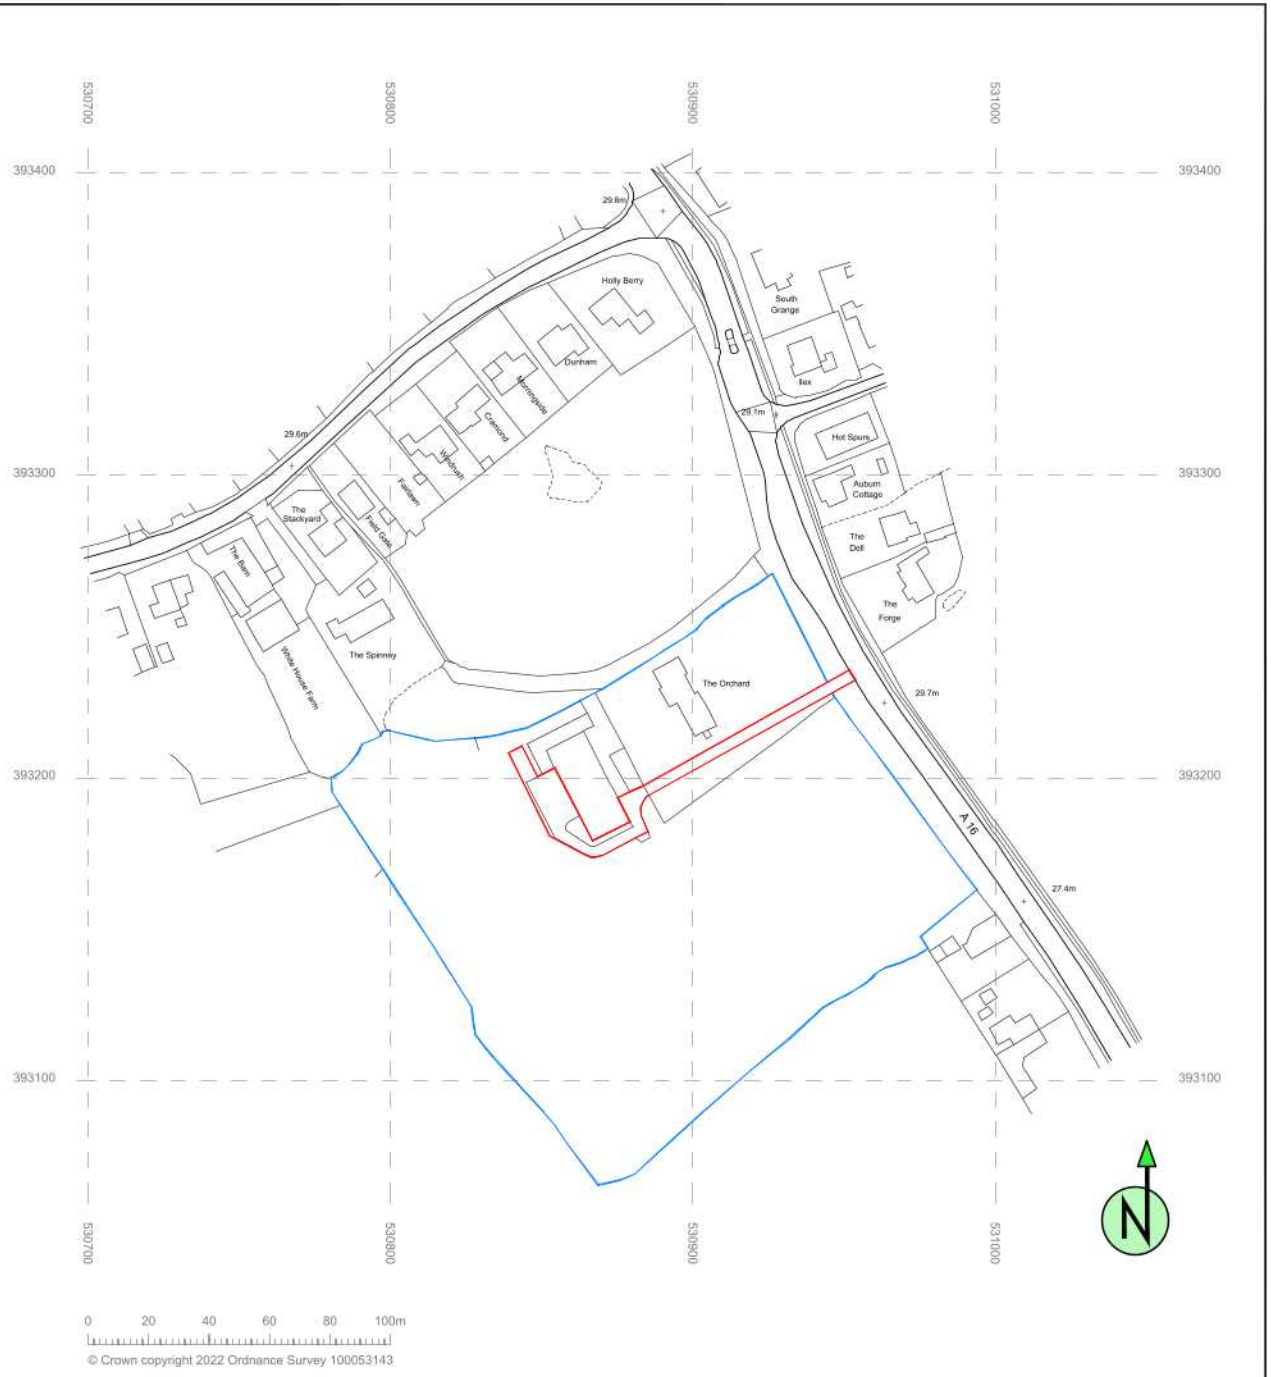 530700
530800
530900
531000
393400
393400
29.8m
Holly Berry
South
Grange
Dunham
Ilex
Morningside
29.1m
Cramond
29.6m
Hot Spurs
Windrush
393300
393300
Fairlawn
Auburn
Cottage
The
Stackyard
Field Gate
The
Dell
The Barn
The
Forge
The Spinney
White House Farm
The Orchard
29.7m
393200
393200
A 16
27.4m
393100
393100
N
530700
530800
530900
531000
0 20 40 60 80 100m
© Crown copyright 2022 Ordnance Survey 100053143